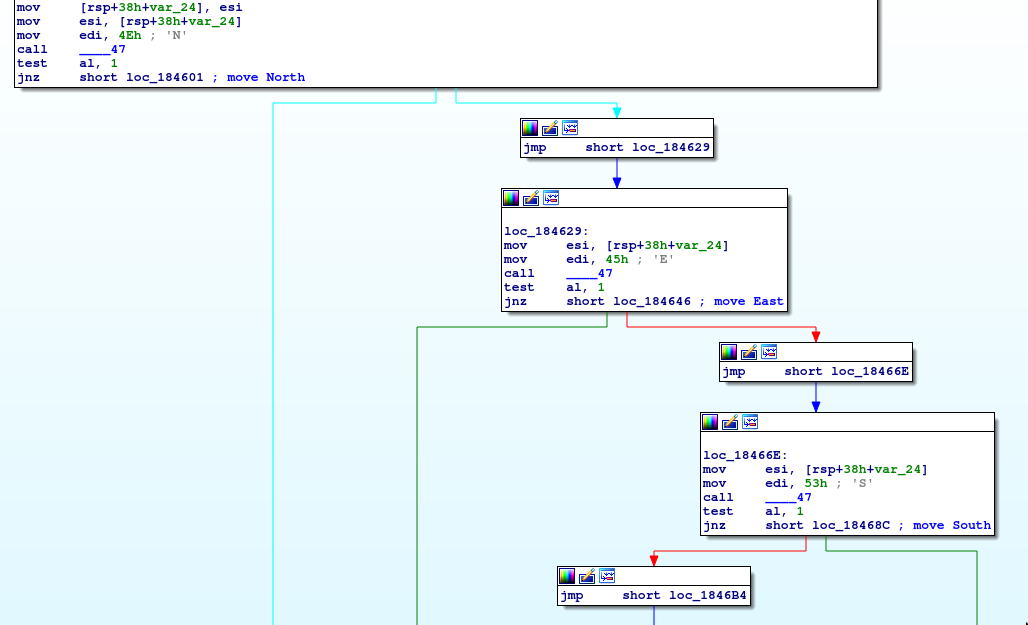 mov [rsp+38h+var_24], esi
mov esi, [rsp+38h+var_24]
mov edi, 4Eh ; 'N'
call ____47
test al, 1
jnz short loc_184601 ; move North
jmp short loc_184629
loc_184629:
mov esi, [rsp+38h+var_24]
mov edi, 45h ; 'E'
call ____47
test al, 1
jnz short loc_184646 ; move East
jmp short loc_18466E
loc_18466E:
mov esi, [rsp+38h+var_24]
mov edi, 53h ; 'S'
call ____47
test al, 1
jnz short loc_18468C ; move South
jmp short loc_1846B4